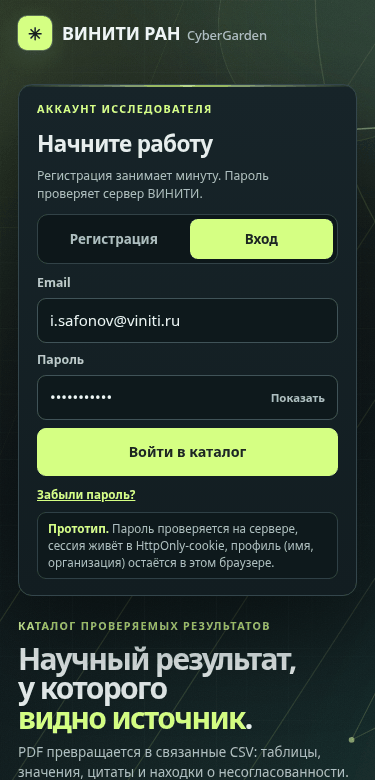 ВИНИТИ РАН CyberGarden
АККАУНТ ИССЛЕДОВАТЕЛЯ
Начните работу
Регистрация занимает минуту. Пароль
проверяет сервер ВИНИТИ.
Регистрация Вход
Email
i.safonov@viniti.ru
Пароль
••••••••••• Показать
Войти в каталог
Забыли пароль?
Прототип. Пароль проверяется на сервере,
сессия живёт в HttpOnly-cookie, профиль (имя,
организация) остаётся в этом браузере.
КАТАЛОГ ПРОВЕРЯЕМЫХ РЕЗУЛЬТАТОВ
Научный результат,
у которого
видно источник.
PDF превращается в связанные CSV: таблицы,
значения, цитаты и находки о несогласованности.